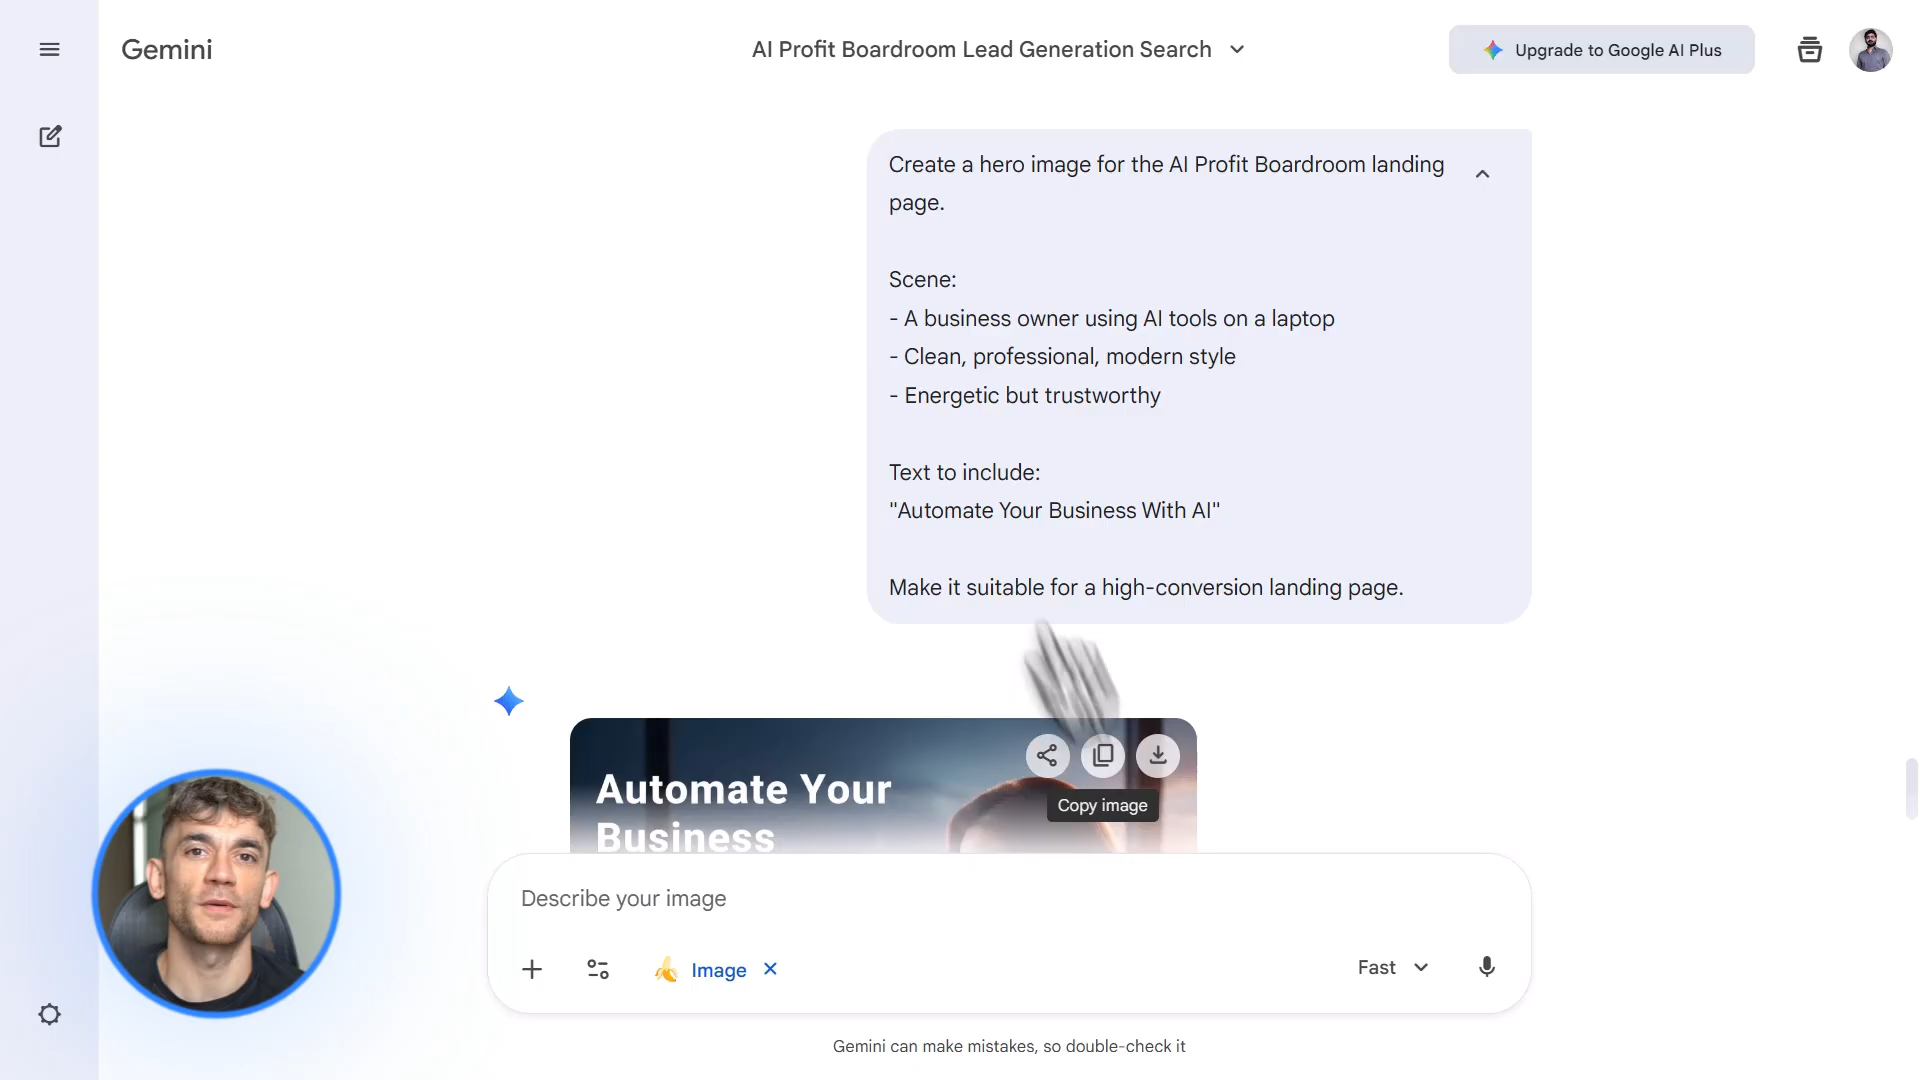 Gemini
AI Profit Boardroom Lead Generation Search
Upgrade to Google AI Plus
Create a hero image for the AI Profit Boardroom landing
page.
Scene:
- A business owner using AI tools on a laptop
- Clean, professional, modern style
- Energetic but trustworthy
Text to include:
"Automate Your Business With AI"
Make it suitable for a high-conversion landing page.
Automate Your
Business
Copy image
Describe your image
Image
Fast
Gemini can make mistakes, so double-check it